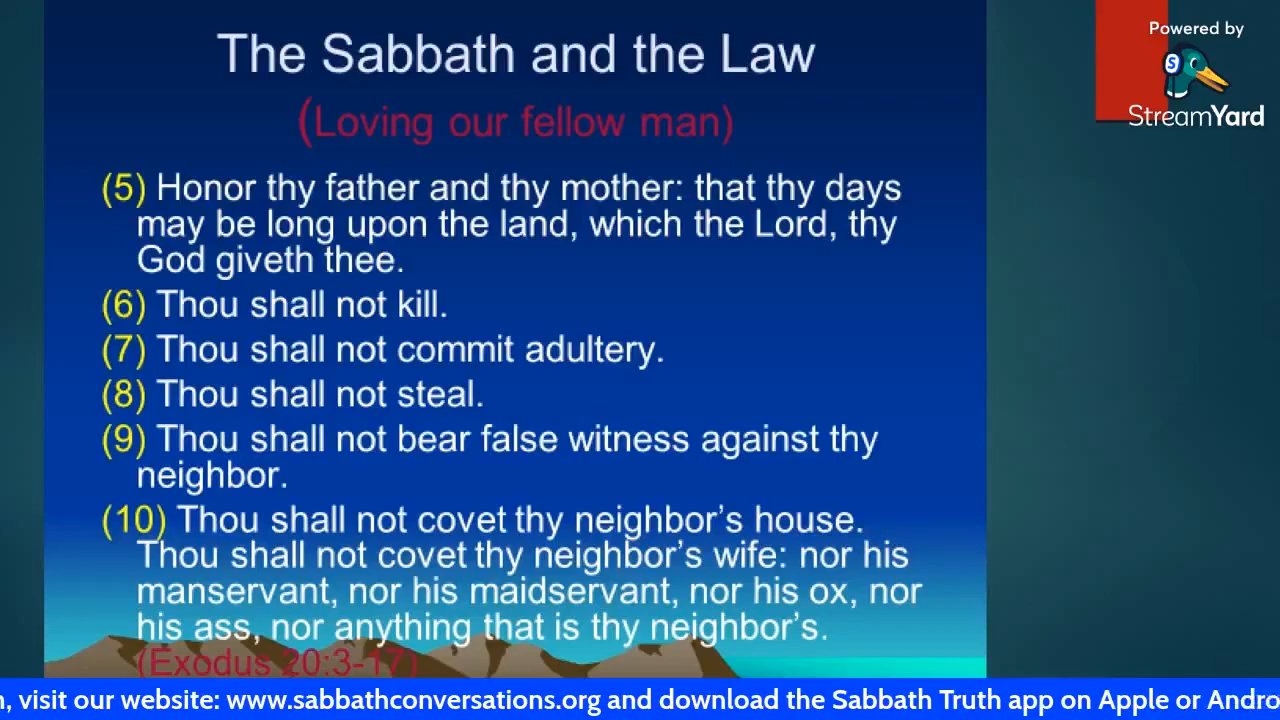 The Sabbath and the Law
(Loving our fellow man)
(5) Honor thy father and thy mother: that thy days
may be long upon the land, which the Lord, thy
God giveth thee.
(6) Thou shall not kill.
(7) Thou shall not commit adultery.
(8) Thou shall not steal.
(9) Thou shall not bear false witness against thy
neighbor.
(10) Thou shall not covet thy neighbor’s house.
Thou shall not covet thy neighbor’s wife: nor his
manservant, nor his maidservant, nor his ox, nor
his ass, nor anything that is thy neighbor’s.
(Exodus 20:3-17)
Powered by
S
StreamYard
, visit our website: www.sabbathconversations.org and download the Sabbath Truth app on Apple or